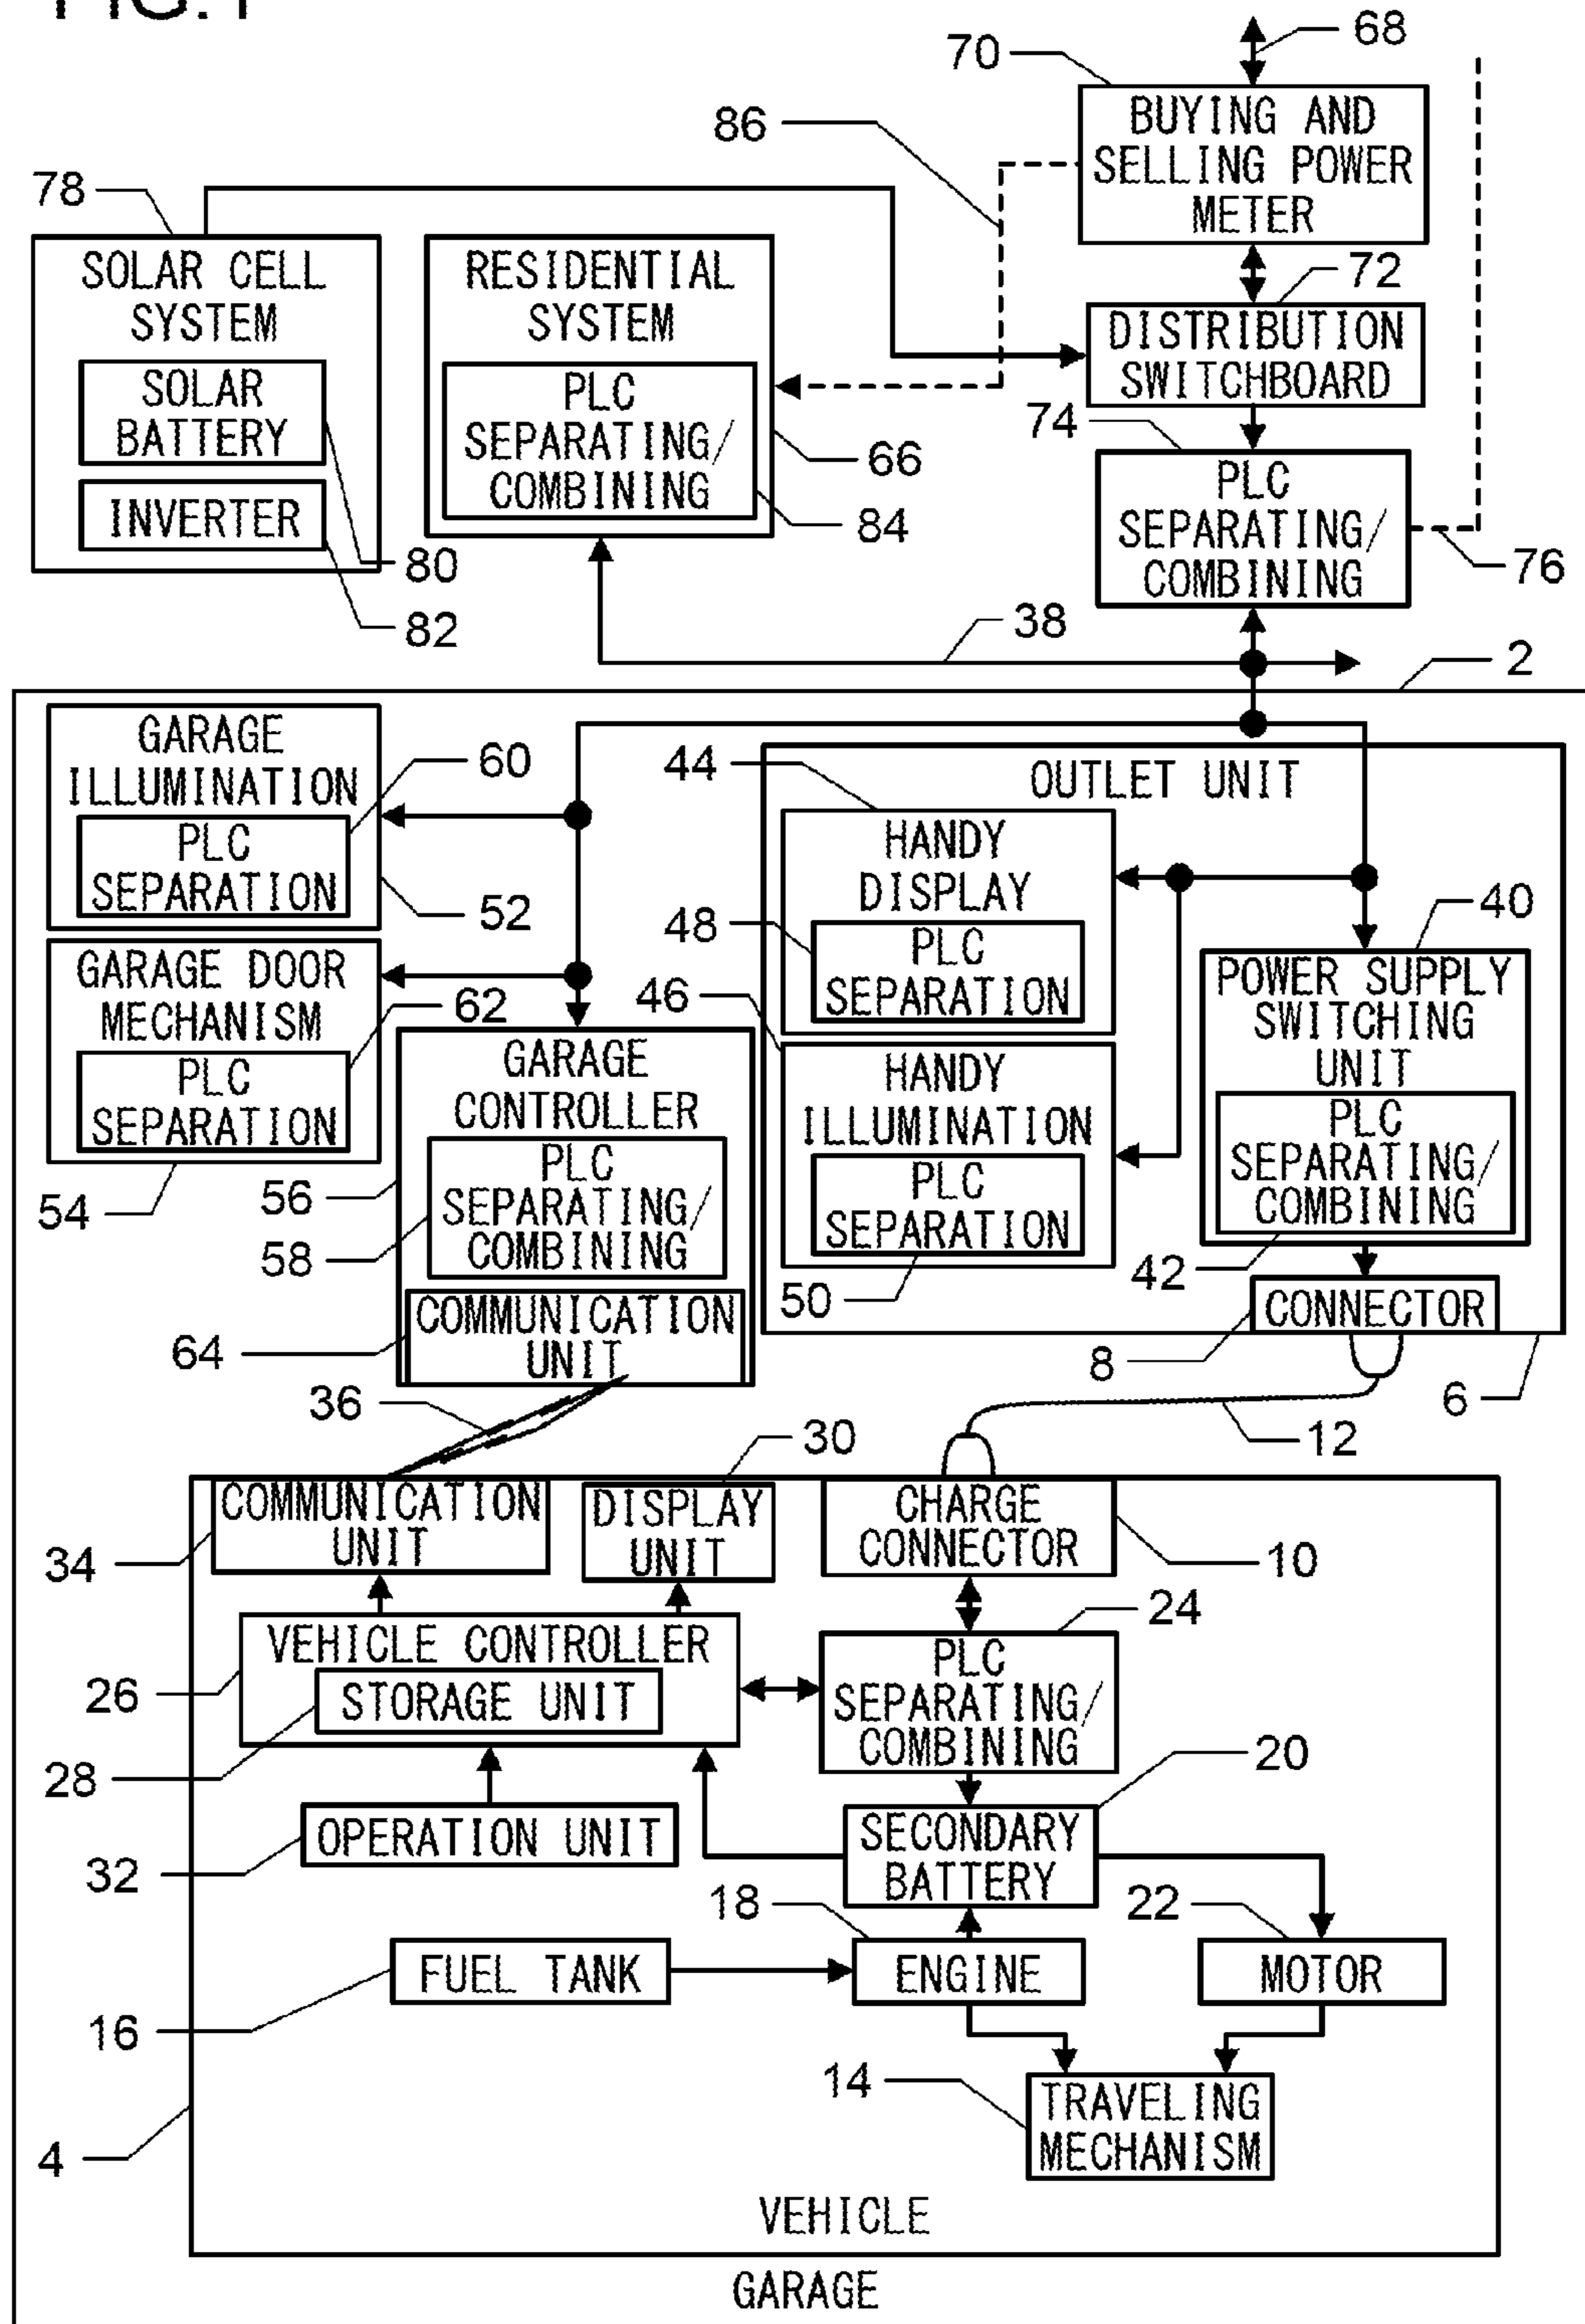 FIG.1
68
70
BUYING AND
SELLING POWER
METER
86
78
SOLAR CELL
SYSTEM
SOLAR
BATTERY
INVERTER
80
82
RESIDENTIAL
SYSTEM
PLC
SEPARATING/
COMBINING
66
84
72
DISTRIBUTION
SWITCHBOARD
74
PLC
SEPARATING/
COMBINING
76
38
2
GARAGE
ILLUMINATION
PLC
SEPARATION
60
52
GARAGE DOOR
MECHANISM
PLC
SEPARATION
62
54
GARAGE
CONTROLLER
PLC
SEPARATING/
COMBINING
COMMUNICATION
UNIT
56
58
64
36
OUTLET UNIT
44
HANDY
DISPLAY
PLC
SEPARATION
48
46
HANDY
ILLUMINATION
PLC
SEPARATION
50
40
POWER SUPPLY
SWITCHING
UNIT
PLC
SEPARATING/
COMBINING
42
CONNECTOR
8
6
12
30
COMMUNICATION
UNIT
34
DISPLAY
UNIT
CHARGE
CONNECTOR
10
24
VEHICLE CONTROLLER
STORAGE UNIT
26
28
PLC
SEPARATING/
COMBINING
20
OPERATION UNIT
32
SECONDARY
BATTERY
18
22
FUEL TANK
16
ENGINE
MOTOR
14
TRAVELING
MECHANISM
4
VEHICLE
GARAGE